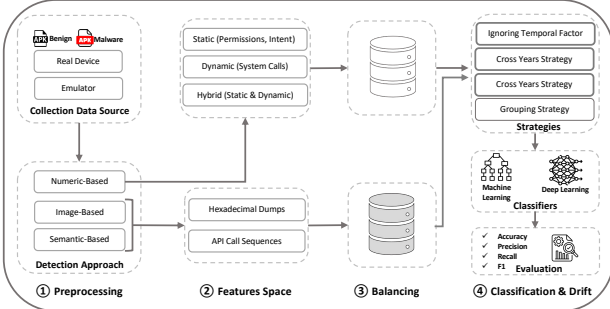 APK Benign APK Malware
Real Device
Emulator
Collection Data Source
Numeric-Based
Image-Based
Semantic-Based
Detection Approach
① Preprocessing
Static (Permissions, Intent)
Dynamic (System Calls)
Hybrid (Static & Dynamic)
Hexadecimal Dumps
API Call Sequences
② Features Space
③ Balancing
Ignoring Temporal Factor
Cross Years Strategy
Cross Years Strategy
Grouping Strategy
Strategies
Machine
Learning
Deep Learning
Classifiers
✓ Accuracy
✓ Precision
✓ Recall
✓ F1
Evaluation
④ Classification & Drift